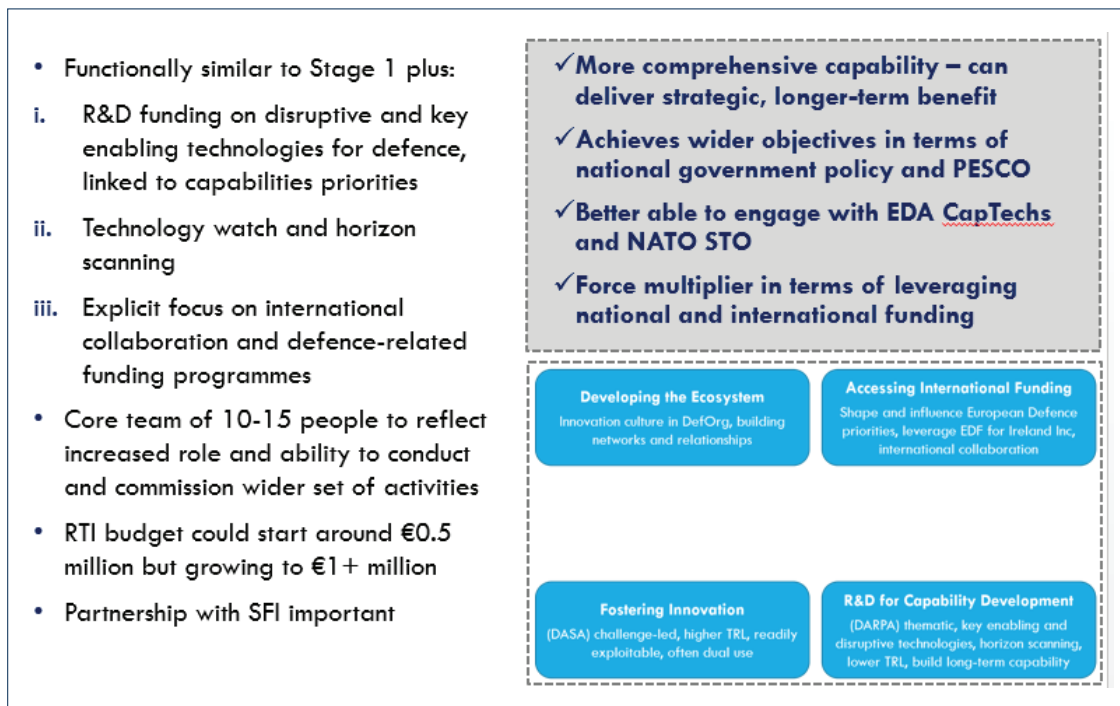 • Functionally similar to Stage 1 plus:
i. R&D funding on disruptive and key
enabling technologies for defence,
linked to capabilities priorities
ii. Technology watch and horizon
scanning
iii. Explicit focus on international
collaboration and defence-related
funding programmes
• Core team of 10-15 people to reflect
increased role and ability to conduct
and commission wider set of activities
• RTI budget could start around €0.5
million but growing to €1+ million
• Partnership with SFI important
✓More comprehensive capability – can
deliver strategic, longer-term benefit
✓Achieves wider objectives in terms of
national government policy and PESCO
✓Better able to engage with EDA CapTechs
and NATO STO
✓Force multiplier in terms of leveraging
national and international funding
Developing the Ecosystem
Innovation culture in DefOrg, building
networks and relationships
Accessing International Funding
Shape and influence European Defence
priorities, leverage EDF for Ireland Inc,
international collaboration
Fostering Innovation
(DASA) challenge-led, higher TRL, readily
exploitable, often dual use
R&D for Capability Development
(DARPA) thematic, key enabling and
disruptive technologies, horizon scanning,
lower TRL, build long-term capability